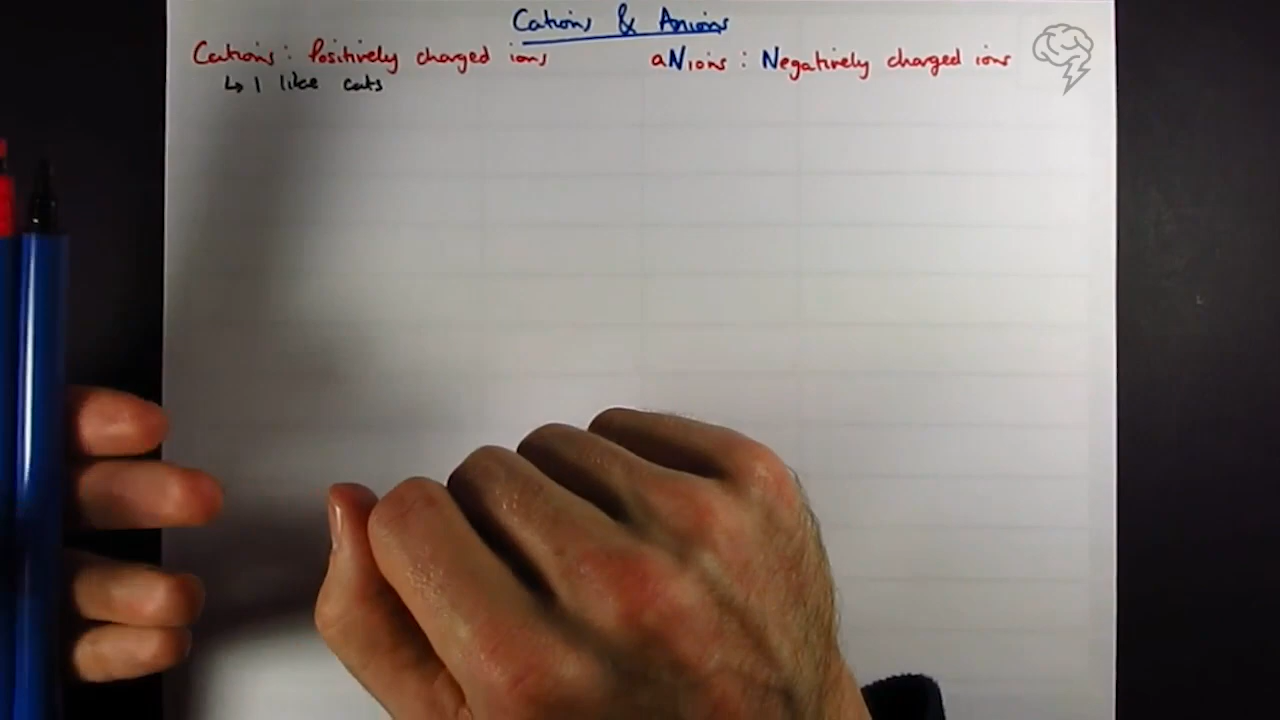 Cations & Anions
Cations : Positively charged ions
aNions : Negatively charged ions
↳ I like cats